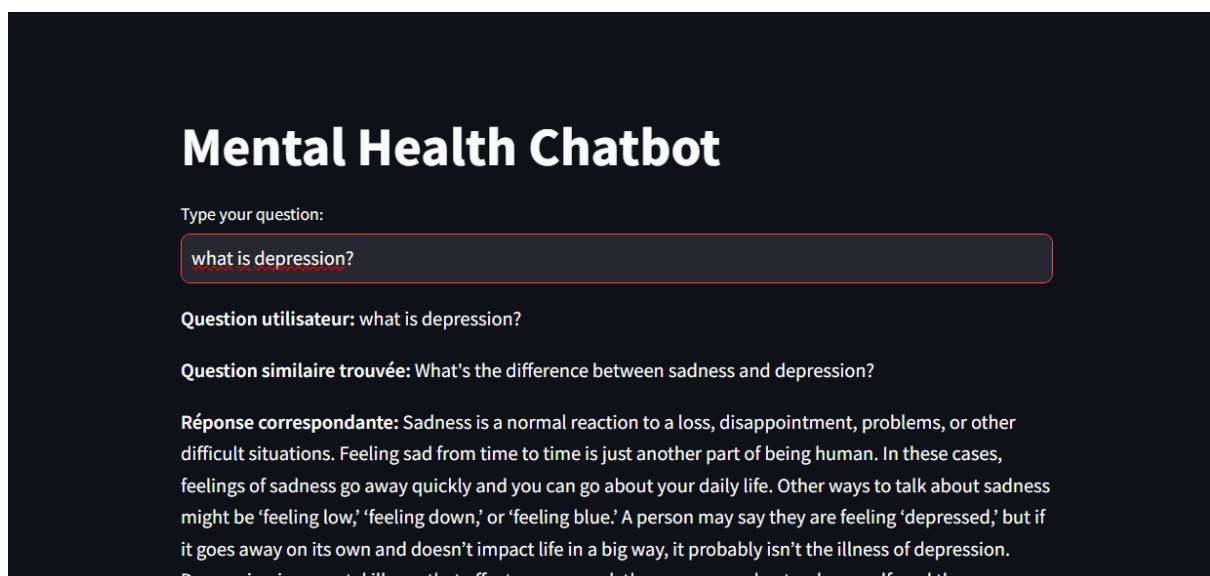 Mental Health Chatbot
Type your question:
what is depression?
Question utilisateur: what is depression?
Question similaire trouvée: What's the difference between sadness and depression?
Réponse correspondante: Sadness is a normal reaction to a loss, disappointment, problems, or other
difficult situations. Feeling sad from time to time is just another part of being human. In these cases,
feelings of sadness go away quickly and you can go about your daily life. Other ways to talk about sadness
might be ‘feeling low,’ ‘feeling down,’ or ‘feeling blue.’ A person may say they are feeling ‘depressed,’ but if
it goes away on its own and doesn’t impact life in a big way, it probably isn’t the illness of depression.